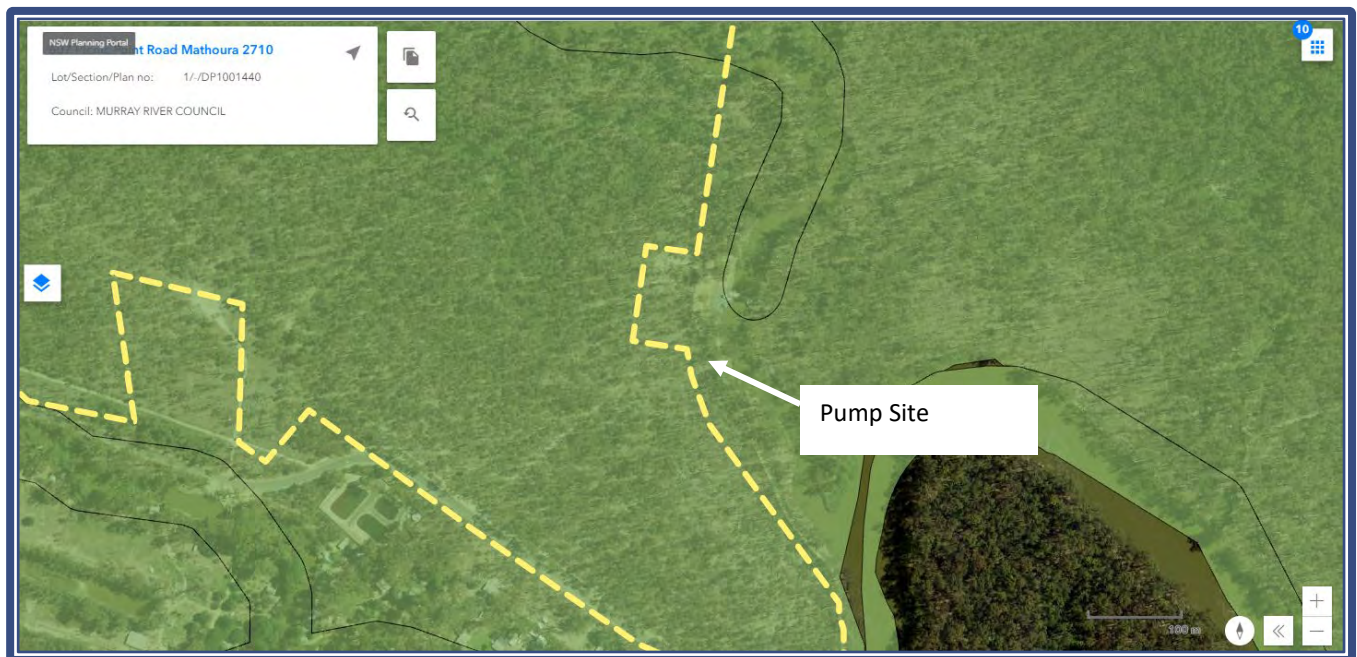 NSW Planning Portal
nt Road Mathoura 2710
Lot/Section/Plan no: 1/-/DP1001440
Council: MURRAY RIVER COUNCIL
10
Pump Site
100 m